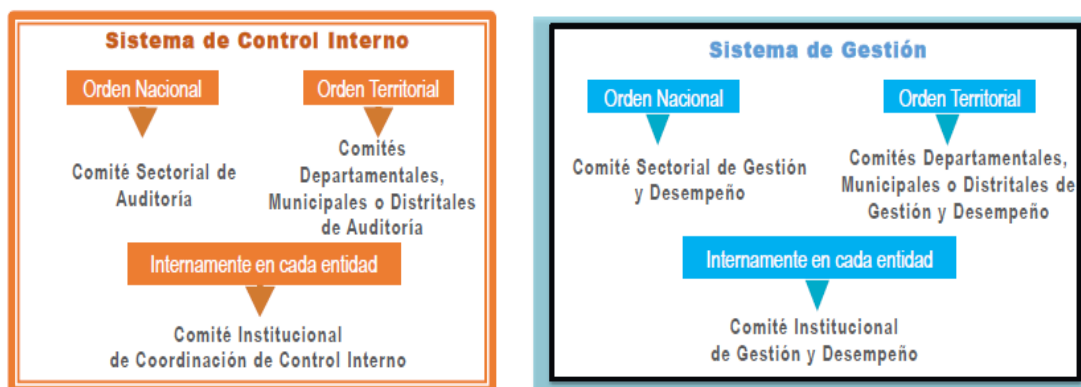 Sistema de Control Interno
Orden Nacional
Orden Territorial
Comité Sectorial de
Auditoría
Comités
Departamentales,
Municipales o Distritales
de Auditoría
Internamente en cada entidad
Comité Institucional
de Coordinación de Control Interno
Sistema de Gestión
Orden Nacional
Orden Territorial
Comité Sectorial de Gestión
y Desempeño
Comités Departamentales,
Municipales o Distritales de
Gestión y Desempeño
Internamente en cada entidad
Comité Institucional
de Gestión y Desempeño